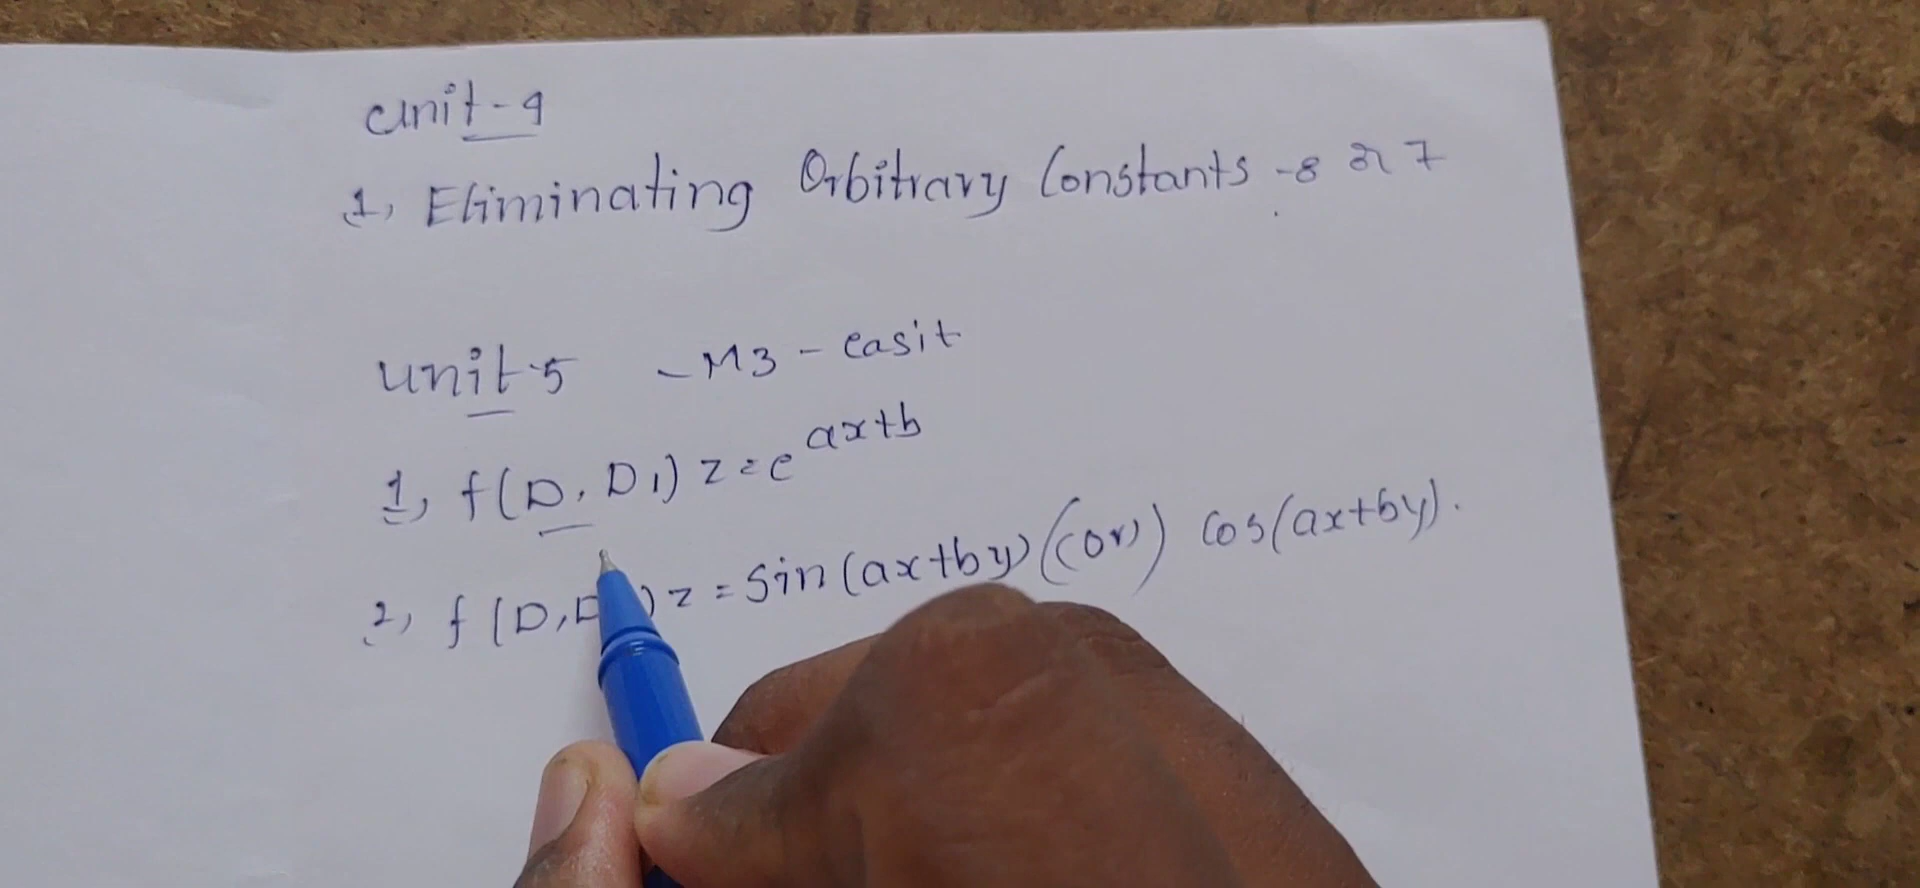 Unit-4
1, Eliminating Orbitrary Constants - 8 or 7
Unit-5 - M3 - easit
1, f(D, D1) z = e^ax+b
2, f(D,D )z = Sin(ax+by) (or) Cos(ax+by).